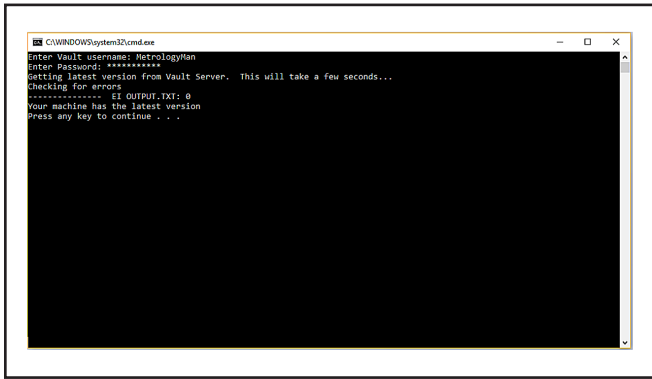 C:\WINDOWS\system32\cmd.exe
Enter Vault username: MetrologyMan
Enter Password: ***********
Getting latest version from Vault Server.  This will take a few seconds...
Checking for errors
---------------  EI OUTPUT.TXT: 0
Your machine has the latest version
Press any key to continue . . .